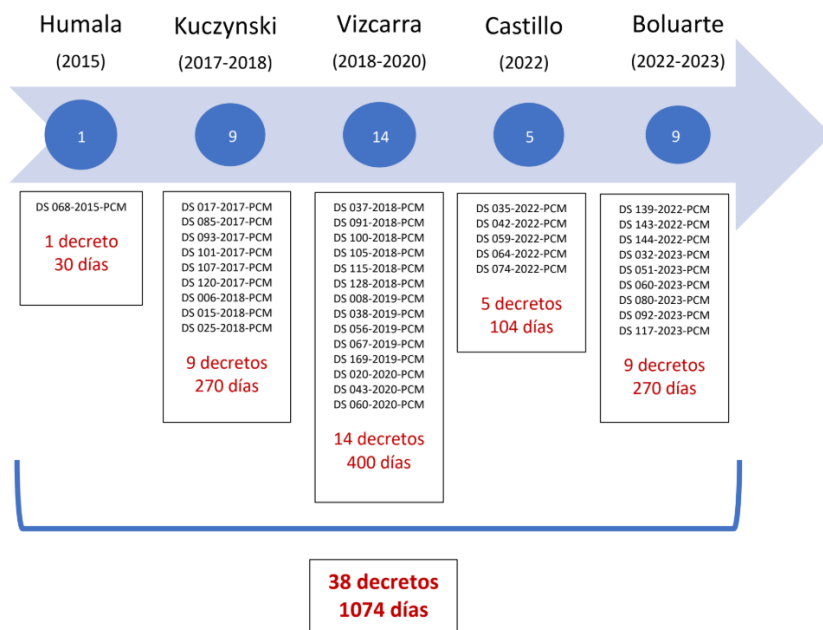 Humala
(2015)
Kuczynski
(2017-2018)
Vizcarra
(2018-2020)
Castillo
(2022)
Boluarte
(2022-2023)
1
9
14
5
9
DS 068-2015-PCM
1 decreto
30 días
DS 017-2017-PCM
DS 085-2017-PCM
DS 093-2017-PCM
DS 101-2017-PCM
DS 107-2017-PCM
DS 120-2017-PCM
DS 006-2018-PCM
DS 015-2018-PCM
DS 025-2018-PCM
9 decretos
270 días
DS 037-2018-PCM
DS 091-2018-PCM
DS 100-2018-PCM
DS 105-2018-PCM
DS 115-2018-PCM
DS 128-2018-PCM
DS 008-2019-PCM
DS 038-2019-PCM
DS 056-2019-PCM
DS 067-2019-PCM
DS 169-2019-PCM
DS 020-2020-PCM
DS 043-2020-PCM
DS 060-2020-PCM
14 decretos
400 días
DS 035-2022-PCM
DS 042-2022-PCM
DS 059-2022-PCM
DS 064-2022-PCM
DS 074-2022-PCM
5 decretos
104 días
DS 139-2022-PCM
DS 143-2022-PCM
DS 144-2022-PCM
DS 032-2023-PCM
DS 051-2023-PCM
DS 060-2023-PCM
DS 080-2023-PCM
DS 092-2023-PCM
DS 117-2023-PCM
9 decretos
270 días
38 decretos
1074 días